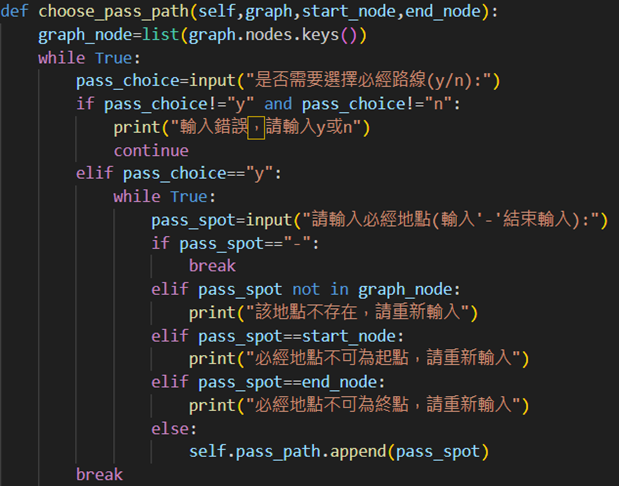 def choose_pass_path(self,graph,start_node,end_node):
    graph_node=list(graph.nodes.keys())
    while True:
        pass_choice=input("是否需要選擇必經路線(y/n):")
        if pass_choice!="y" and pass_choice!="n":
            print("輸入錯誤，請輸入y或n")
            continue
        elif pass_choice=="y":
            while True:
                pass_spot=input("請輸入必經地點(輸入'-'結束輸入):")
                if pass_spot=="-":
                    break
                elif pass_spot not in graph_node:
                    print("該地點不存在，請重新輸入")
                elif pass_spot==start_node:
                    print("必經地點不可為起點，請重新輸入")
                elif pass_spot==end_node:
                    print("必經地點不可為終點，請重新輸入")
                else:
                    self.pass_path.append(pass_spot)
        break